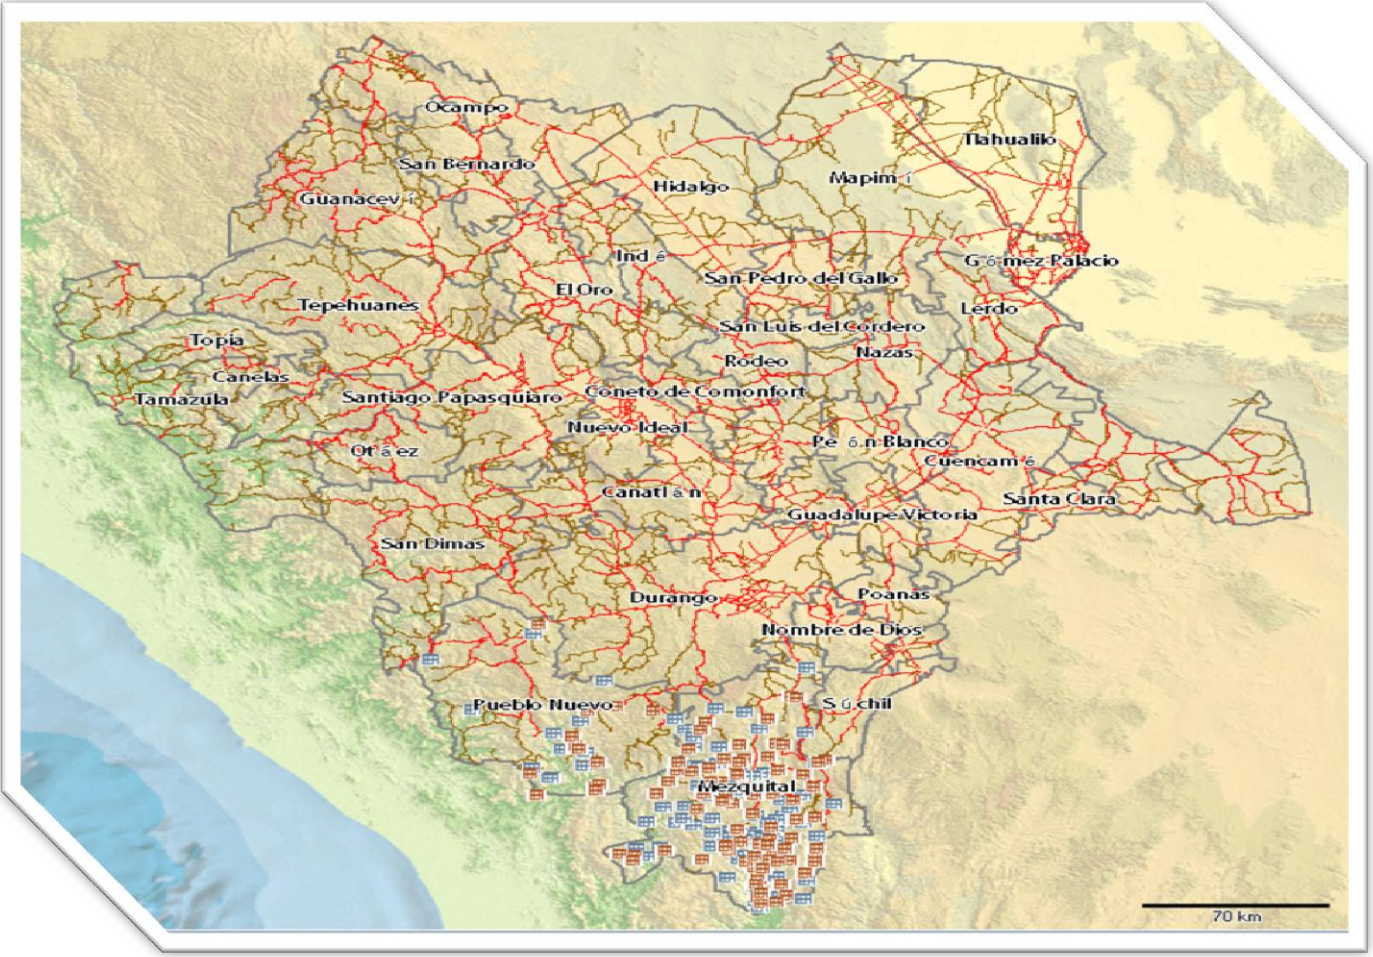 Ocampo
Tlahualilo
San Bernardo
Mapim í
Hidalgo
Guanacev í
Ind é
G ó mez Palacio
San Pedro del Gallo
El Oro
Tepehuanes
Lerdo
San Luis del Cordero
Topia
Nazas
Rodeo
Canelas
Coneto de Comonfort
Santiago Papasquiaro
Tamazula
Nuevo Ideal
Pe ó n Blanco
Ot á ez
Cuencam é
Canatl á n
Santa Clara
Guadalupe Victoria
San Dimas
Poanas
Durango
Nombre de Dios
Pueblo Nuevo
S ú chil
Mezquital
70 km